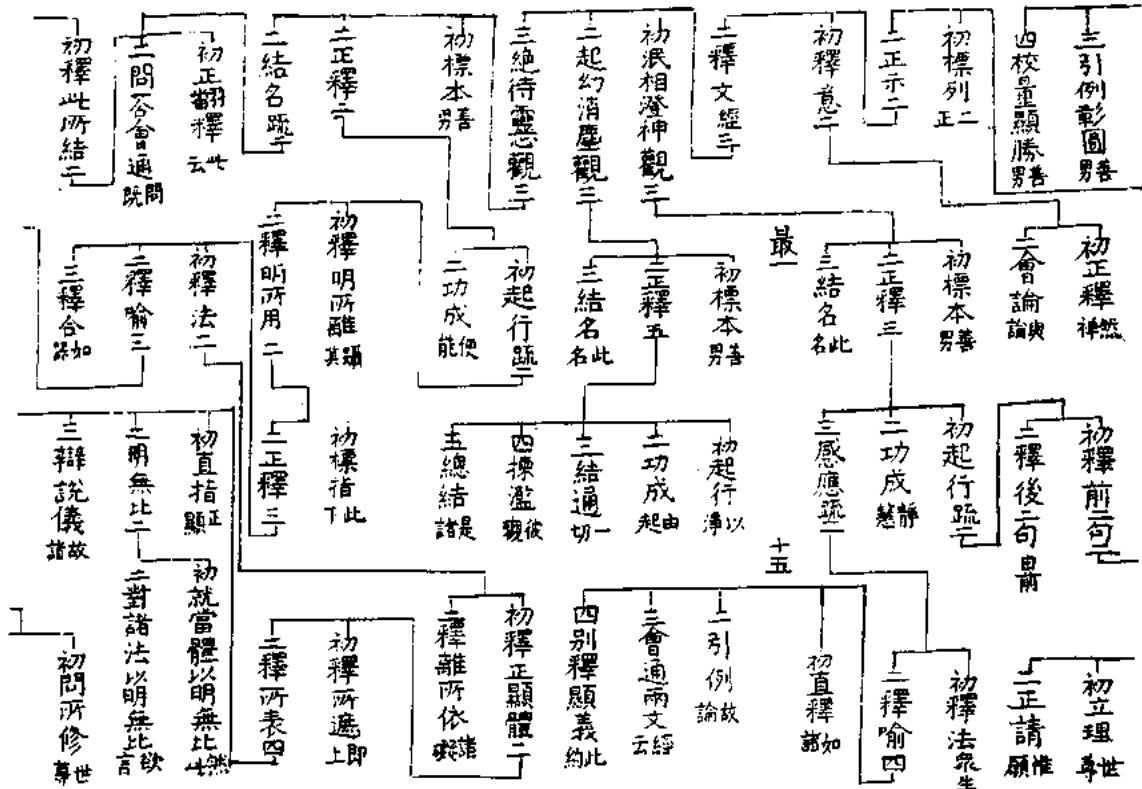 三引例彰圓善男
四校量顯勝善男
初標列二正
二正示二
初釋意二
二釋文經三
初泯相澄神觀三
二起幻消塵觀三
三絕待靈心觀三
初標本善男
二正釋二
二結名疏二
初正翻釋此云
二問答會通問既
初釋此所結二
初正釋然禪
二會論與論
初標本善男
二正釋三
三結名此名
最一
初標本善男
二正釋五
三結名此名
初起行疏二
二功成便能
初釋明所離躡其
二釋明所用二
初釋法二
二釋喻三
三釋合如疏
初釋前二句二
二釋後二句由前
初起行疏二
二功成靜慧
三感應疏二
初起行以淨
二功成由起
三結通一切
四揀濫彼觀
五總結是諸
初標指此下
二正釋三
初直指正顯
二明無比二
三辯說儀故諸
十五
初立理世尊
二正請惟願
初釋法眾生
二釋喻四
初直釋如諸
二引例故論
三會通兩文經云
四別釋顯義此約
初釋正顯體二
二釋離所依諸礙
初釋所遮即上
二釋所表四
初就當體以明無比然此
二對諸法以明無比欲言
初問所修世尊